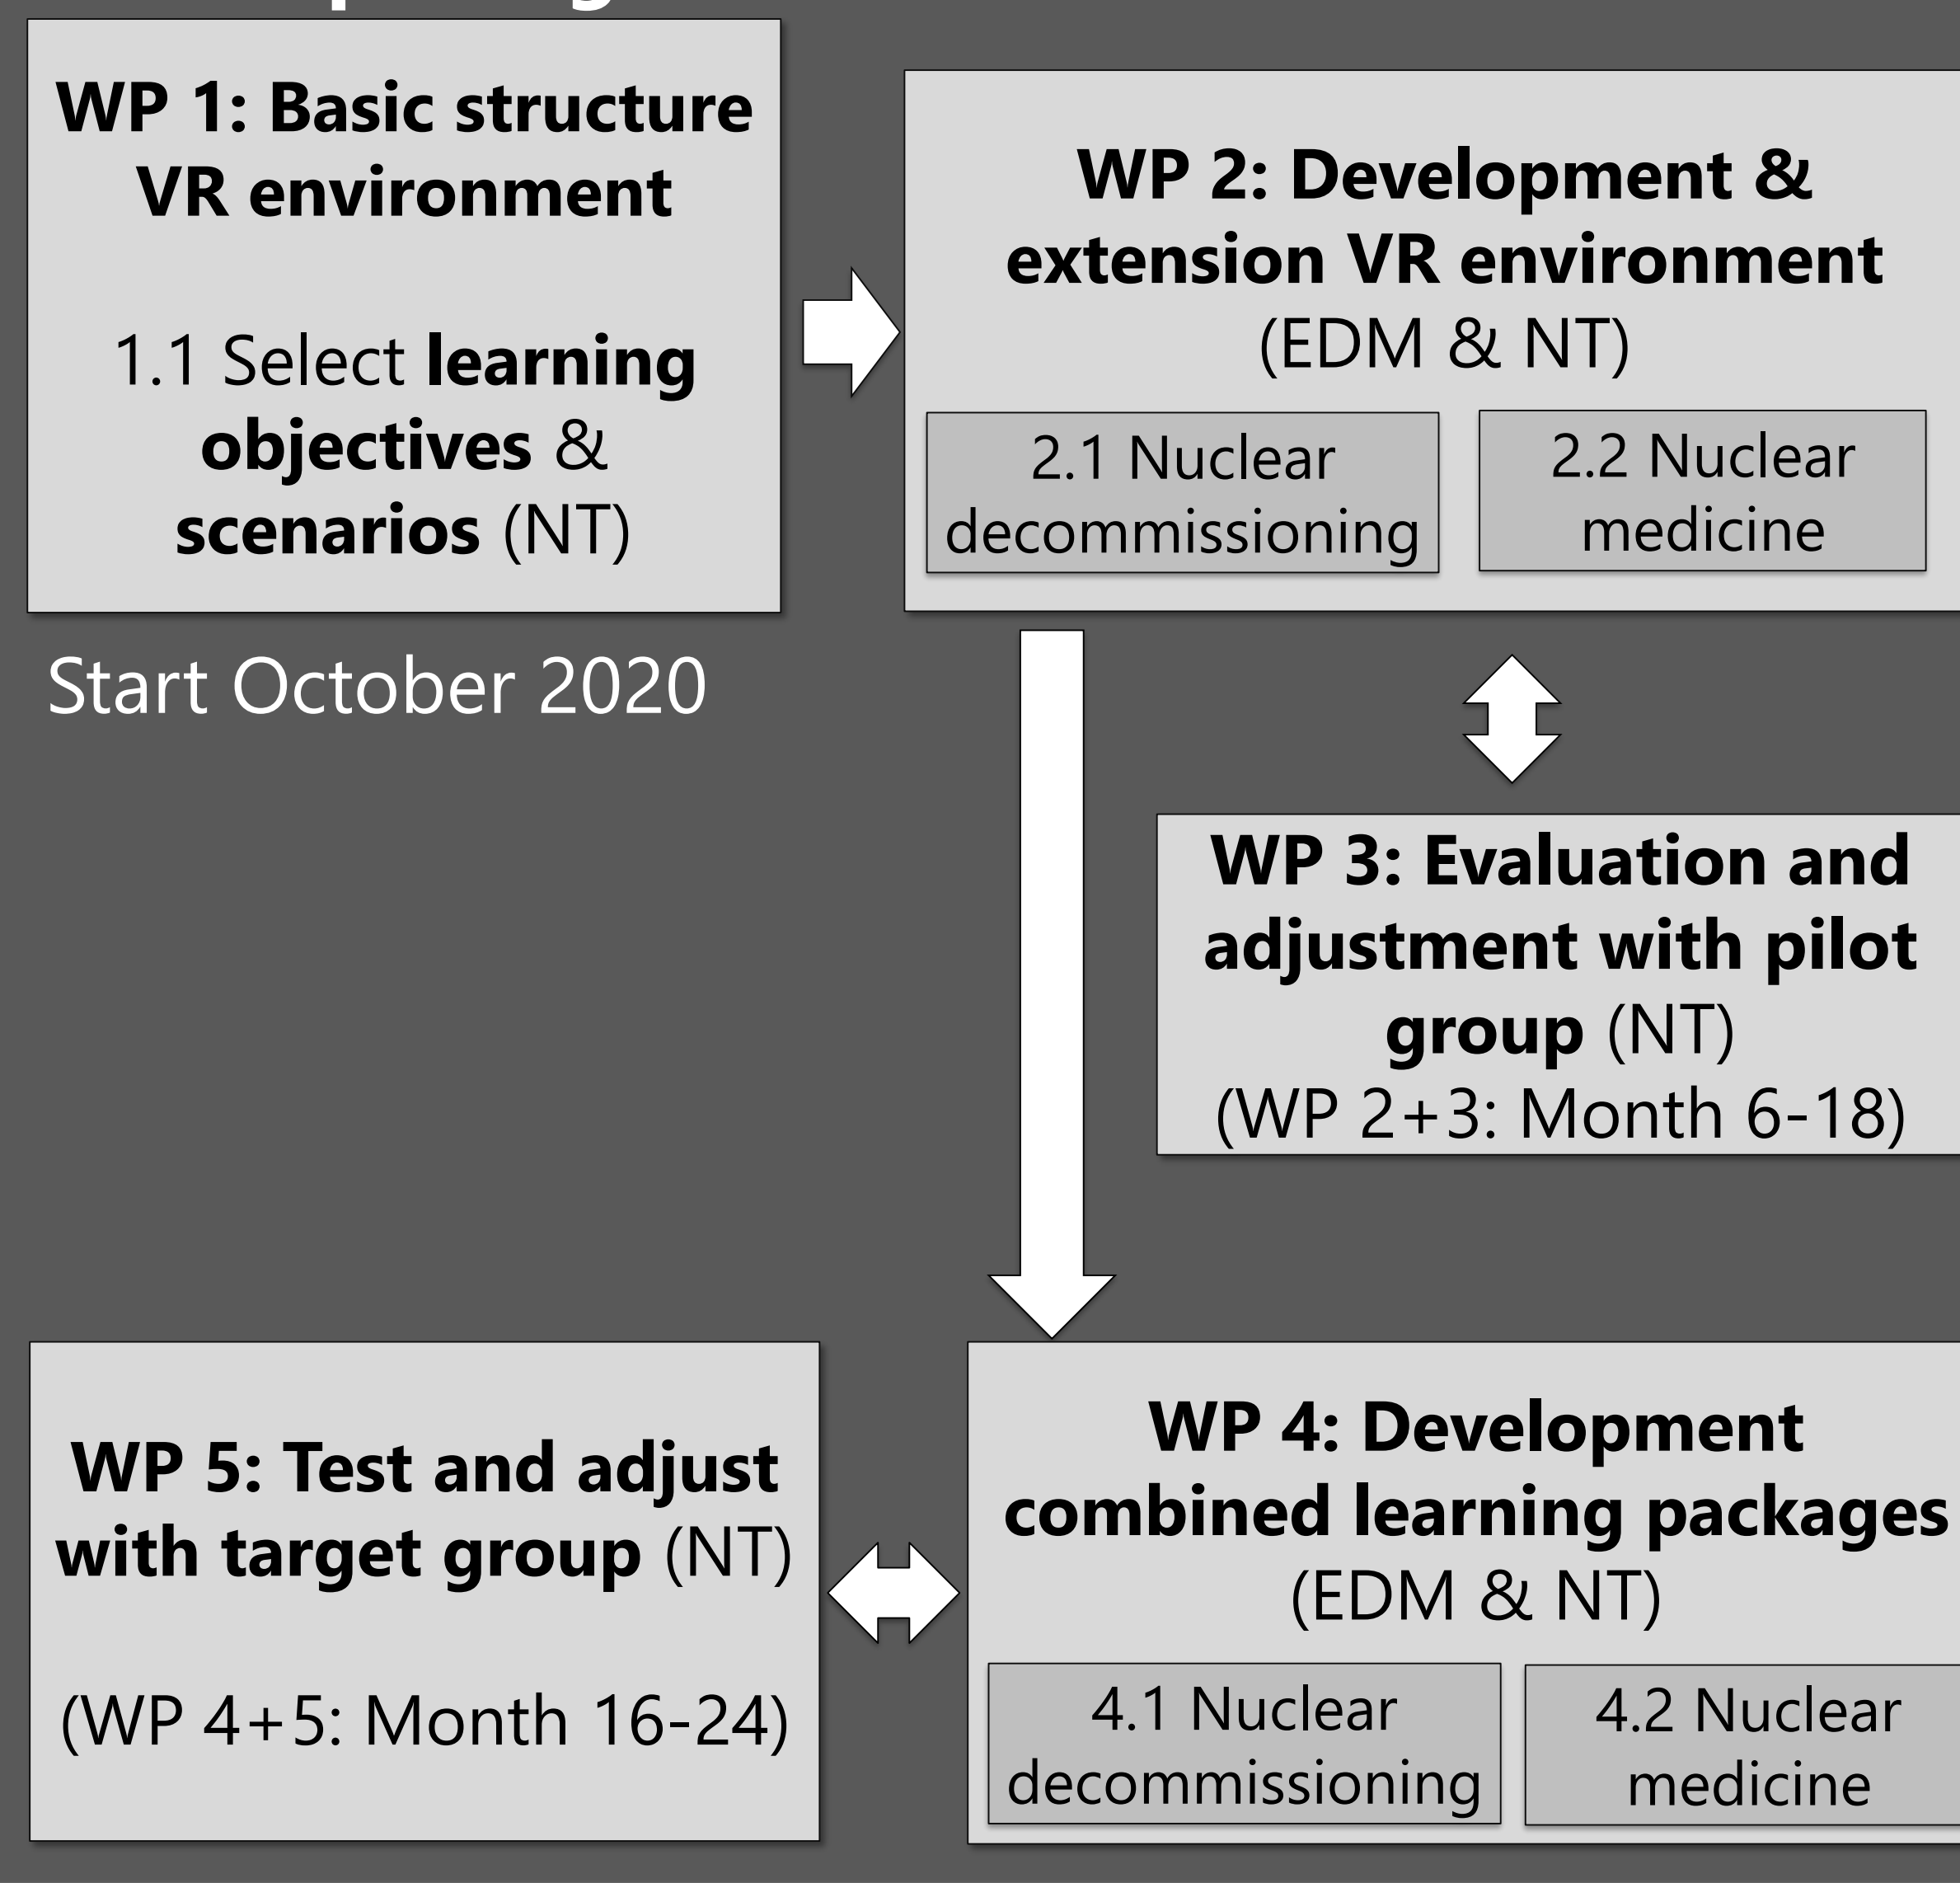 WP 1: Basic structure
VR environment
1.1 Select learning
objectives &
scenarios (NT)
Start October 2020
WP 2: Development &
extension VR environment
(EDM & NT)
2.1 Nuclear
decommissioning
2.2 Nuclear
medicine
WP 3: Evaluation and
adjustment with pilot
group (NT)
(WP 2+3: Month 6-18)
WP 4: Development
combined learning packages
(EDM & NT)
4.1 Nuclear
decommissioning
4.2 Nuclear
medicine
WP 5: Test and adjust
with target group (NT)
(WP 4+5: Month 16-24)